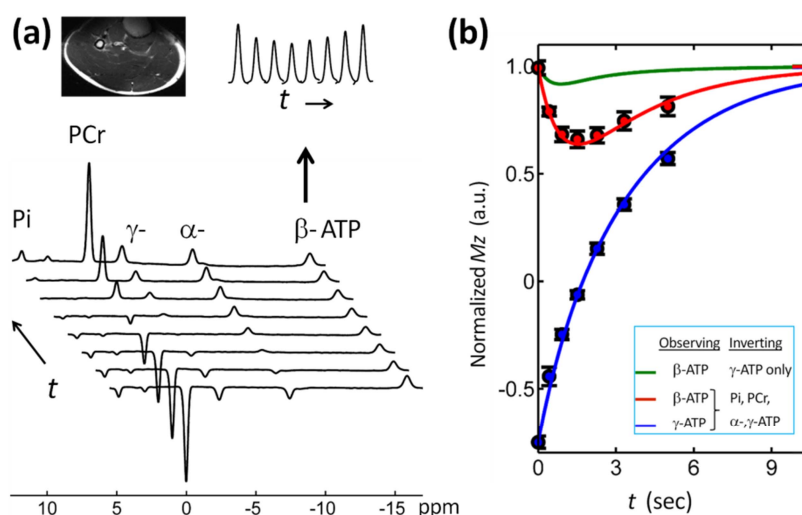 (a)
t →
PCr
Pi
γ-
α-
β-ATP
t
10 5 0 -5 -10 -15 ppm
(b)
Normalized Mz (a.u.)
1.0
0.5
0
-0.5
Observing Inverting
β-ATP γ-ATP only
β-ATP Pi, PCr,
γ-ATP α-,γ-ATP
0 3 6 9
t (sec)